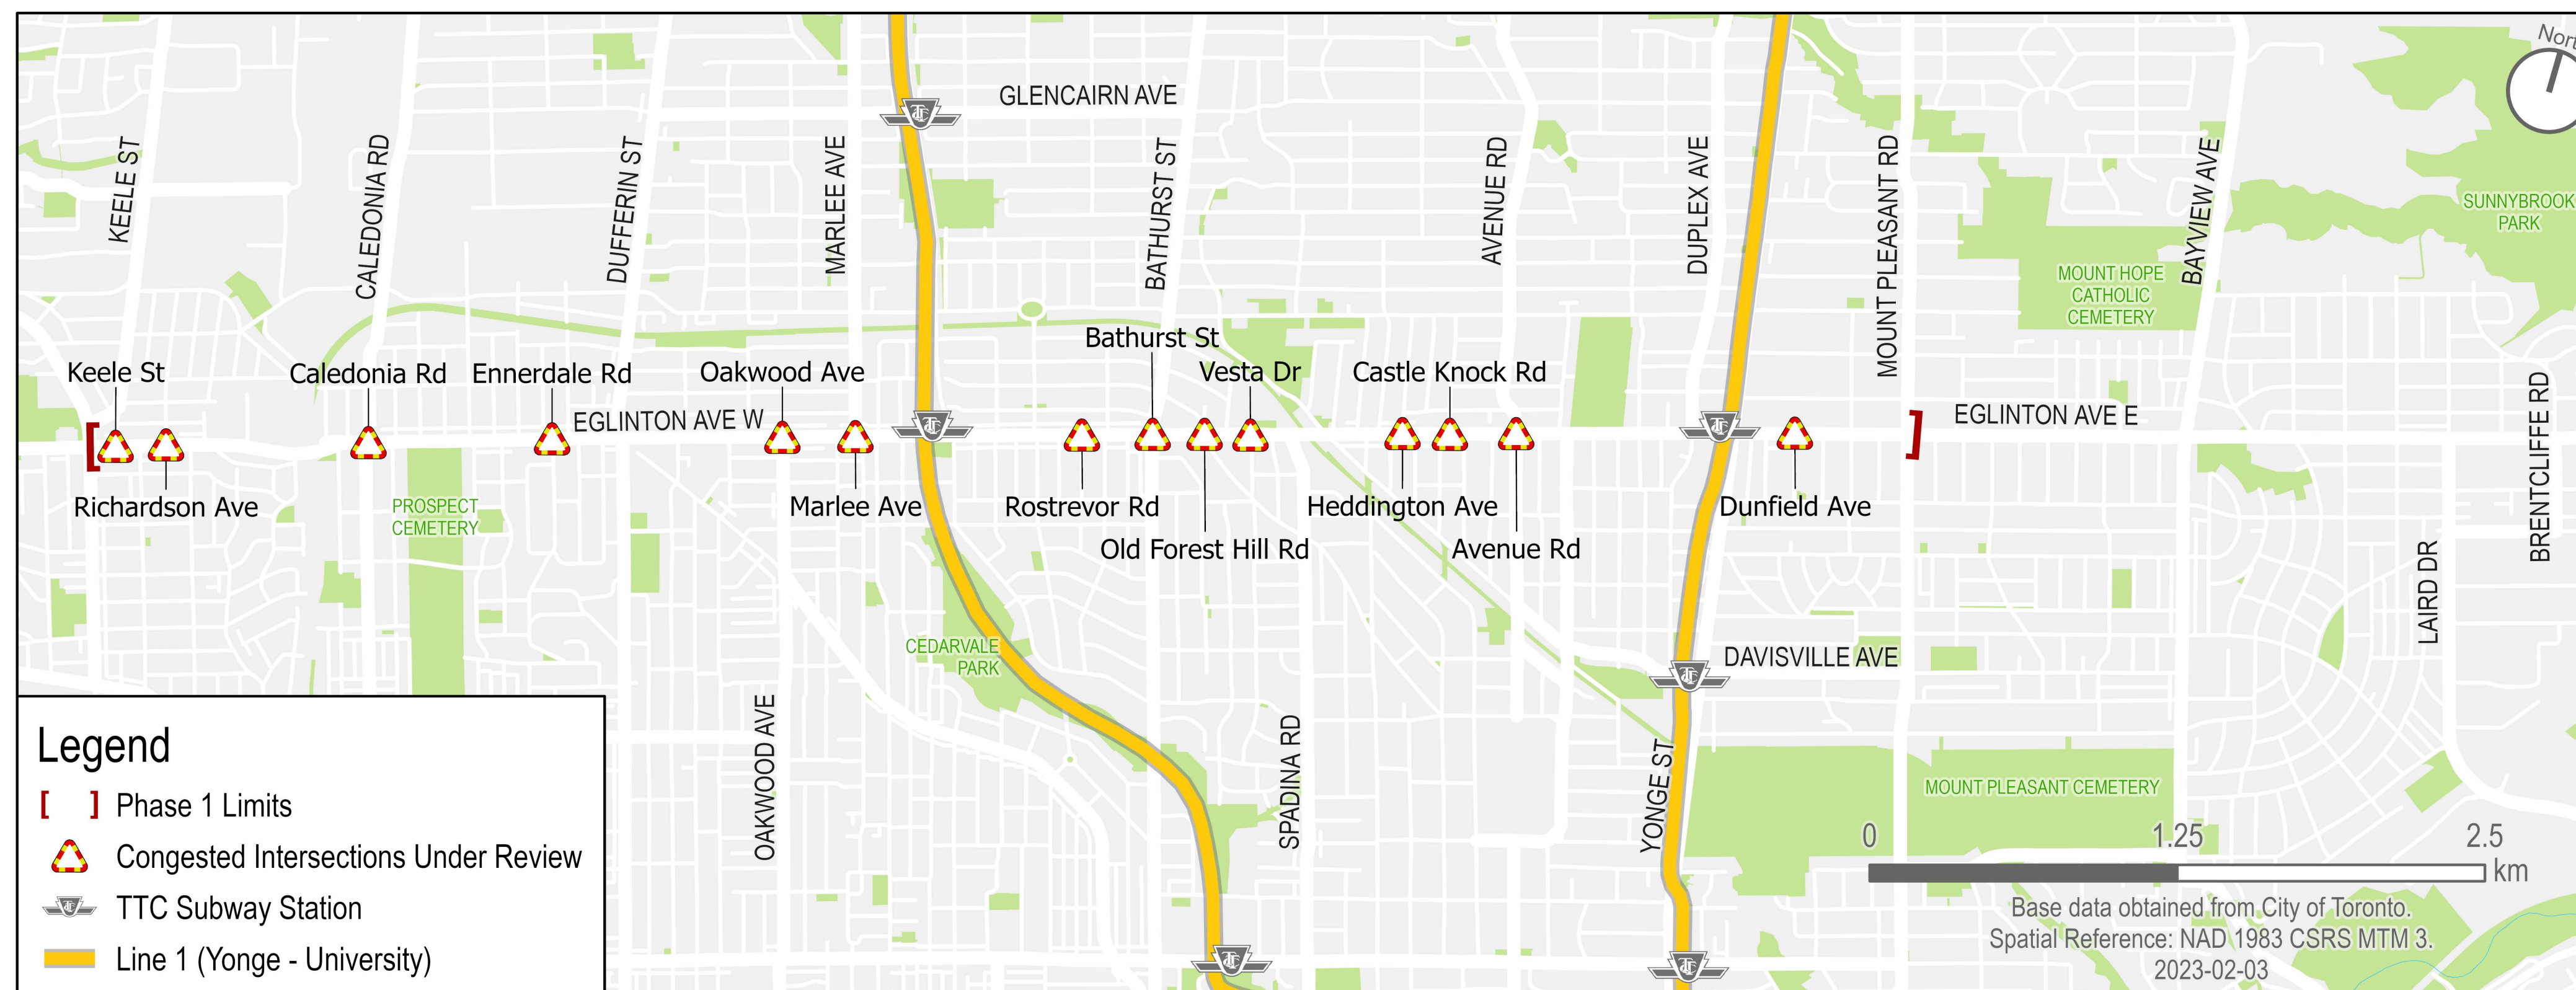 Nort
GLENCAIRN AVE
KEELE ST
CALEDONIA RD
DUFFERIN ST
MARLEE AVE
BATHURST ST
AVENUE RD
DUPLEX AVE
MOUNT PLEASANT RD
BAYVIEW AVE
SUNNYBROOK
PARK
MOUNT HOPE
CATHOLIC
CEMETERY
Keele St
Caledonia Rd
Ennerdale Rd
Oakwood Ave
Bathurst St
Vesta Dr
Castle Knock Rd
EGLINTON AVE W
EGLINTON AVE E
[
]
Richardson Ave
PROSPECT
CEMETERY
Marlee Ave
Rostrevor Rd
Old Forest Hill Rd
Heddington Ave
Avenue Rd
Dunfield Ave
BRENTCLIFFE RD
LAIRD DR
CEDARVALE
PARK
DAVISVILLE AVE
OAKWOOD AVE
SPADINA RD
YONGE ST
MOUNT PLEASANT CEMETERY
Legend
[ ] Phase 1 Limits
Congested Intersections Under Review
TTC Subway Station
Line 1 (Yonge - University)
0 1.25 2.5
km
Base data obtained from City of Toronto.
Spatial Reference: NAD 1983 CSRS MTM 3.
2023-02-03